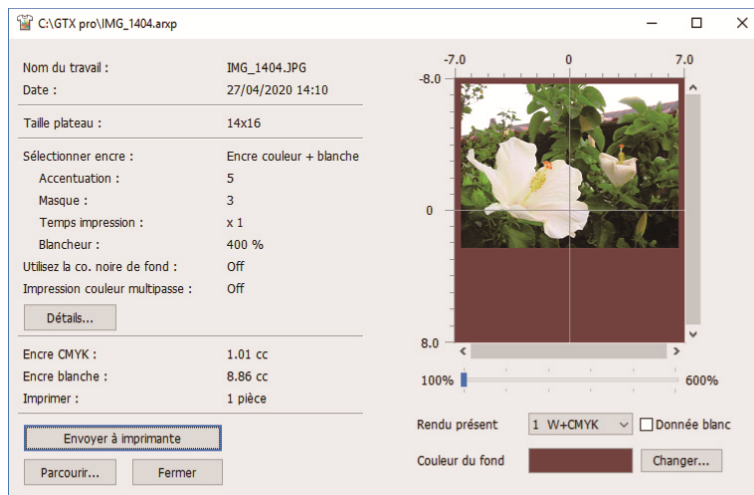 C:\GTX pro\IMG_1404.arxp
Nom du travail : IMG_1404.JPG
Date : 27/04/2020 14:10
Taille plateau : 14x16
Sélectionner encre : Encre couleur + blanche
Accentuation : 5
Masque : 3
Temps impression : x 1
Blancheur : 400 %
Utilisez la co. noire de fond : Off
Impression couleur multipasse : Off
Détails...
Encre CMYK : 1.01 cc
Encre blanche : 8.86 cc
Imprimer : 1 pièce
Envoyer à imprimante
Parcourir... Fermer
-7.0 0 7.0
-8.0
0
8.0
100% 600%
Rendu présent 1 W+CMYK Donnée blanc
Couleur du fond Changer...